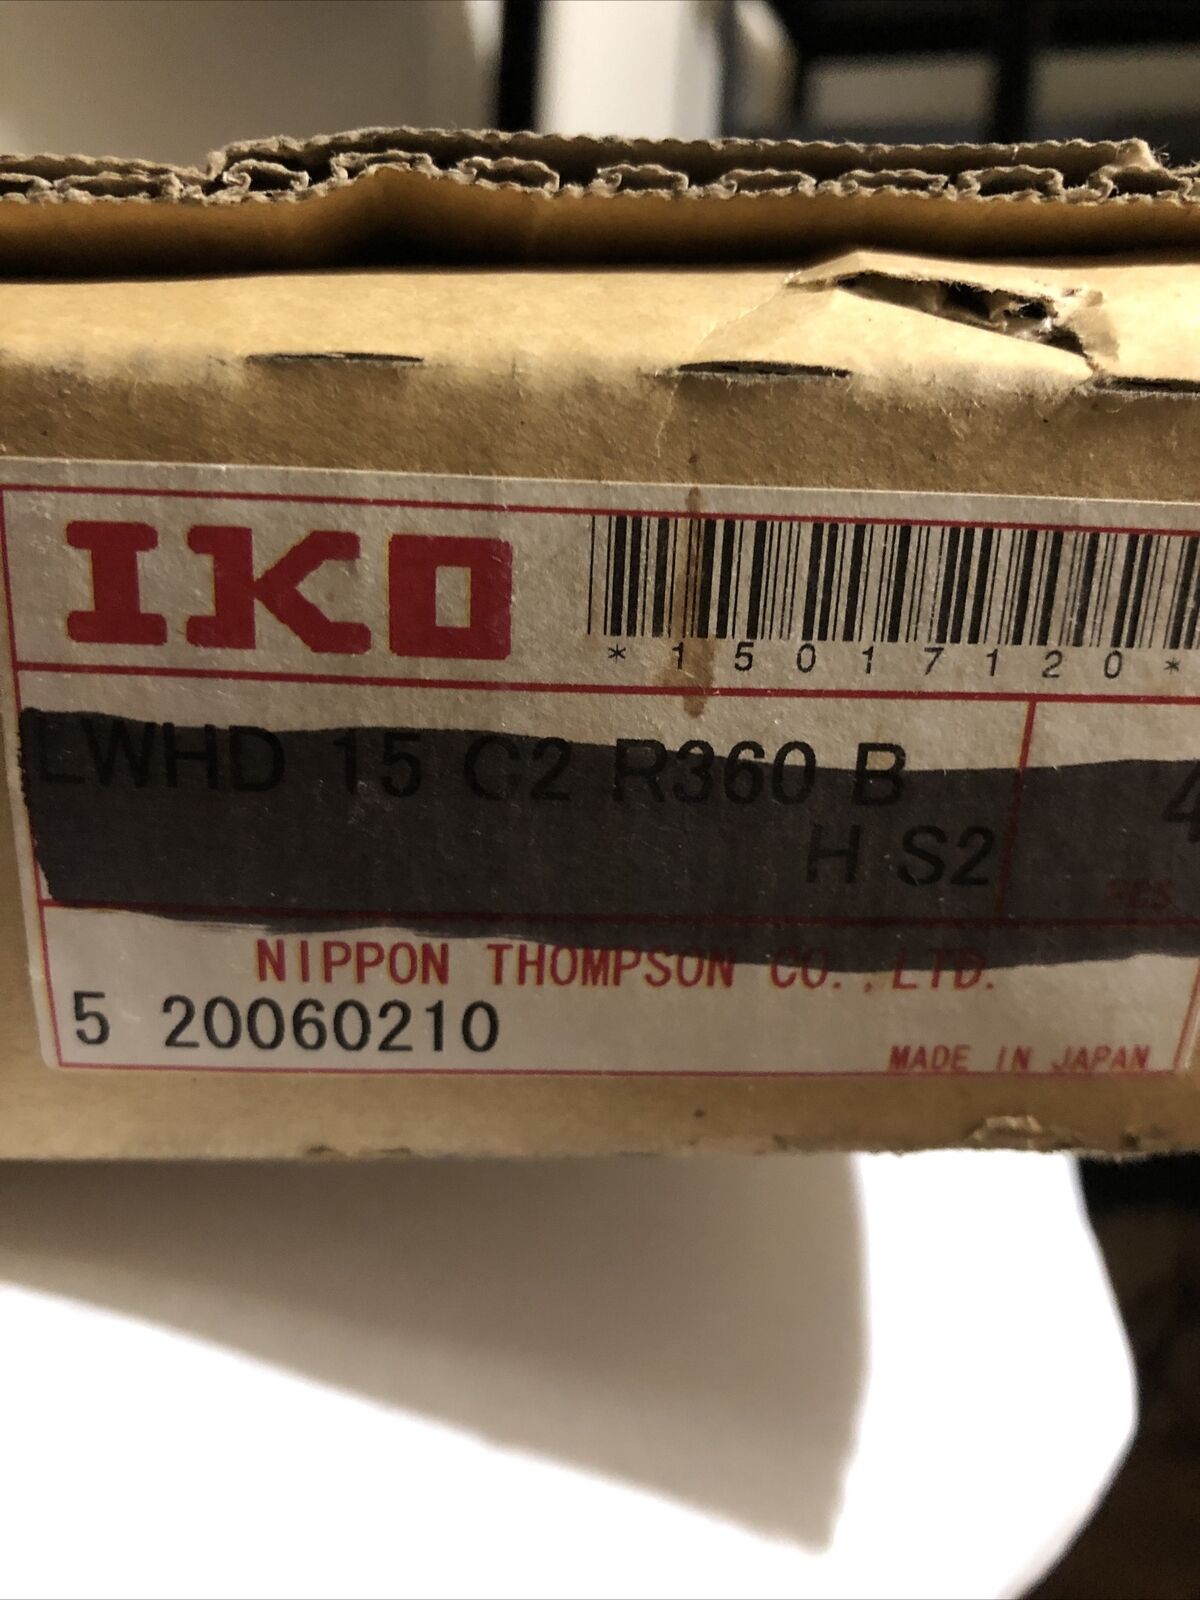 IKO
*15017120*
LWHD 15 C2 R360 B
H S2
NIPPON THOMPSON CO., LTD.
5 20060210
MADE IN JAPAN